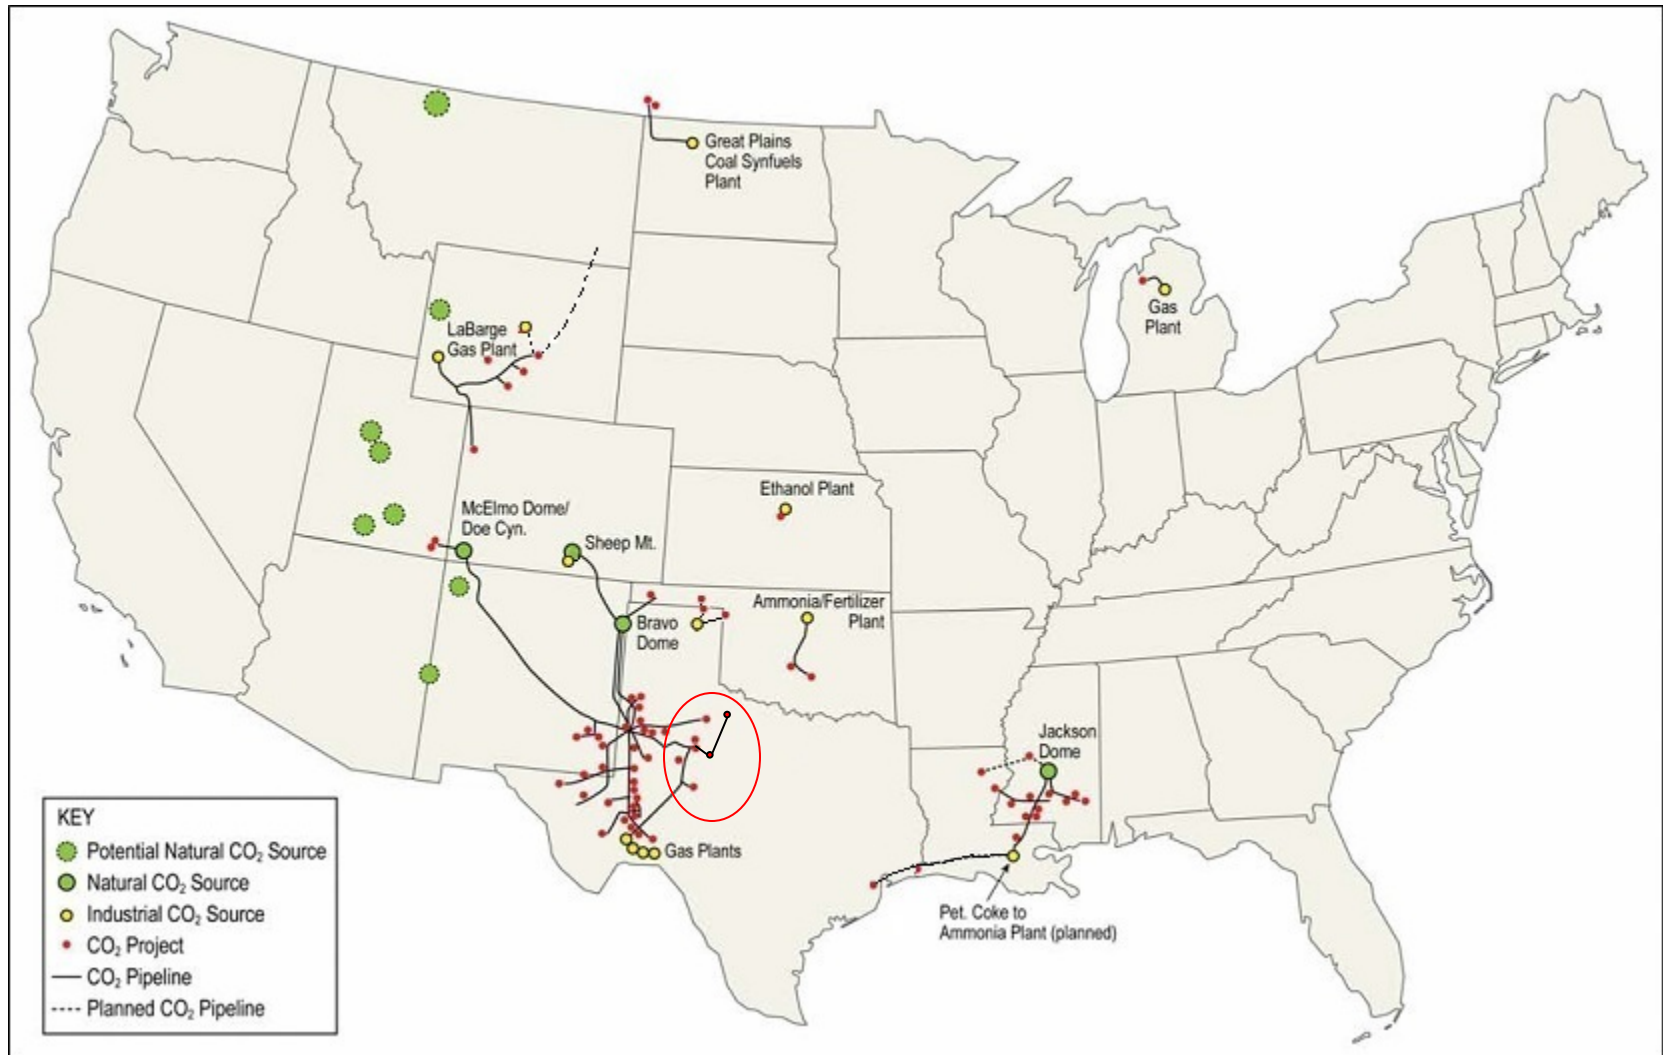 Great Plains
Coal Synfuels
Plant
Gas
Plant
LaBarge
Gas Plant
Ethanol Plant
McElmo Dome/
Doe Cyn.
Sheep Mt.
Ammonia/Fertilizer
Plant
Bravo
Dome
Jackson
Dome
Gas Plants
Pet. Coke to
Ammonia Plant (planned)
KEY
Potential Natural CO₂ Source
Natural CO₂ Source
Industrial CO₂ Source
CO₂ Project
CO₂ Pipeline
Planned CO₂ Pipeline